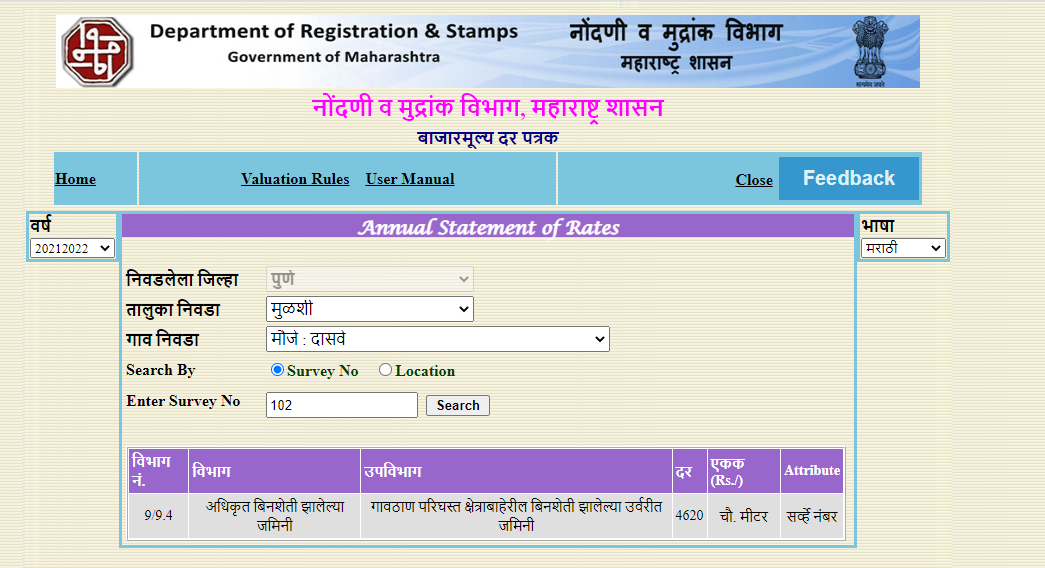 Department of Registration & Stamps
Government of Maharashtra
नोंदणी व मुद्रांक विभाग
महाराष्ट्र शासन
नोंदणी व मुद्रांक विभाग, महाराष्ट्र शासन
बाजारमूल्य दर पत्रक
Home Valuation Rules User Manual Close Feedback
वर्ष
20212022
Annual Statement of Rates
भाषा
मराठी
निवडलेला जिल्हा पुणे
तालुका निवडा मुळशी
गाव निवडा मौजे : दासवे
Search By Survey No Location
Enter Survey No 102 Search
विभाग नं. विभाग उपविभाग दर एकक (Rs./) Attribute
9/9.4 अधिकृत बिनशेती झालेल्या जमिनी गावठाण परिघस्त क्षेत्राबाहेरील बिनशेती झालेल्या उर्वरीत जमिनी 4620 चौ. मीटर सर्व्हे नंबर